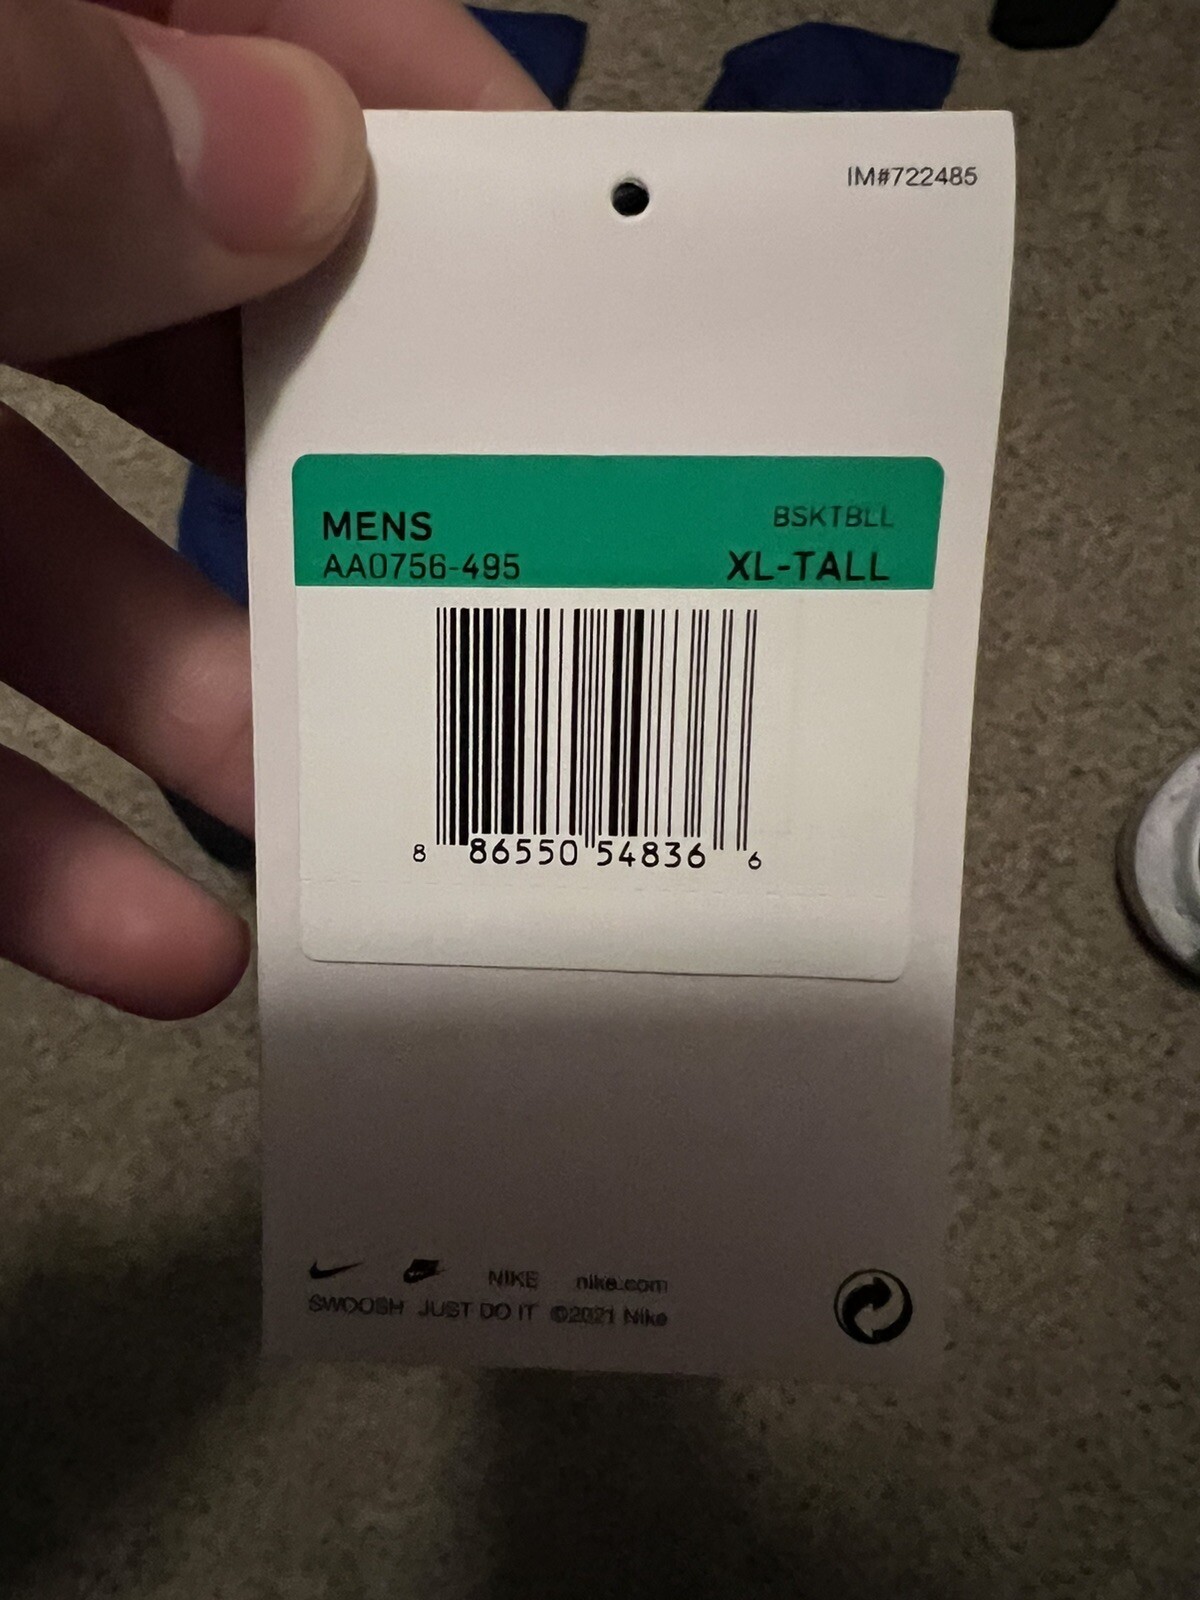 IM#722485
MENS BSKTBLL
AA0756-495 XL-TALL
8 86550 54836 6
NIKE nike.com
SWOOSH JUST DO IT ©2021 Nike